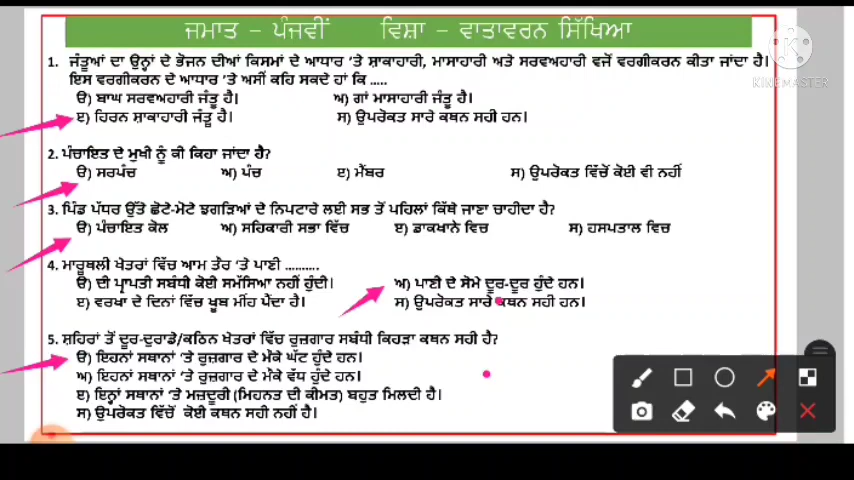 ਜਮਾਤ – ਪੰਜਵੀਂ ਵਿਸ਼ਾ – ਵਾਤਾਵਰਨ ਸਿੱਖਿਆ
1. ਜੰਤੂਆਂ ਦਾ ਉਨ੍ਹਾਂ ਦੇ ਭੋਜਨ ਦੀਆਂ ਕਿਸਮਾਂ ਦੇ ਆਧਾਰ 'ਤੇ ਸ਼ਾਕਾਹਾਰੀ, ਮਾਸਾਹਾਰੀ ਅਤੇ ਸਰਵਅਹਾਰੀ ਵਜੋਂ ਵਰਗੀਕਰਨ ਕੀਤਾ ਜਾਂਦਾ ਹੈ।
ਇਸ ਵਰਗੀਕਰਨ ਦੇ ਆਧਾਰ 'ਤੇ ਅਸੀਂ ਕਹਿ ਸਕਦੇ ਹਾਂ ਕਿ .....
ੳ) ਬਾਘ ਸਰਵਅਹਾਰੀ ਜੰਤੂ ਹੈ। ਅ) ਗਾਂ ਮਾਸਾਹਾਰੀ ਜੰਤੂ ਹੈ।
ੲ) ਹਿਰਨ ਸ਼ਾਕਾਹਾਰੀ ਜੰਤੂ ਹੈ। ਸ) ਉਪਰੋਕਤ ਸਾਰੇ ਕਥਨ ਸਹੀ ਹਨ।
2. ਪੰਚਾਇਤ ਦੇ ਮੁਖੀ ਨੂੰ ਕੀ ਕਿਹਾ ਜਾਂਦਾ ਹੈ?
ੳ) ਸਰਪੰਚ ਅ) ਪੰਚ ੲ) ਮੈਂਬਰ ਸ) ਉਪਰੋਕਤ ਵਿੱਚੋਂ ਕੋਈ ਵੀ ਨਹੀਂ
3. ਪਿੰਡ ਪੱਧਰ ਉੱਤੇ ਛੋਟੇ-ਮੋਟੇ ਝਗੜਿਆਂ ਦੇ ਨਿਪਟਾਰੇ ਲਈ ਸਭ ਤੋਂ ਪਹਿਲਾਂ ਕਿੱਥੇ ਜਾਣਾ ਚਾਹੀਦਾ ਹੈ?
ੳ) ਪੰਚਾਇਤ ਕੋਲ ਅ) ਸਹਿਕਾਰੀ ਸਭਾ ਵਿੱਚ ੲ) ਡਾਕਖਾਨੇ ਵਿਚ ਸ) ਹਸਪਤਾਲ ਵਿਚ
4. ਮਾਰੂਥਲੀ ਖੇਤਰਾਂ ਵਿੱਚ ਆਮ ਤੌਰ 'ਤੇ ਪਾਣੀ ..........
ੳ) ਦੀ ਪ੍ਰਾਪਤੀ ਸਬੰਧੀ ਕੋਈ ਸਮੱਸਿਆ ਨਹੀਂ ਹੁੰਦੀ। ਅ) ਪਾਣੀ ਦੇ ਸੋਮੇ ਦੂਰ-ਦੂਰ ਹੁੰਦੇ ਹਨ।
ੲ) ਵਰਖਾ ਦੇ ਦਿਨਾਂ ਵਿੱਚ ਖੂਬ ਮੀਂਹ ਪੈਂਦਾ ਹੈ। ਸ) ਉਪਰੋਕਤ ਸਾਰੇ ਕਥਨ ਸਹੀ ਹਨ।
5. ਸ਼ਹਿਰਾਂ ਤੋਂ ਦੂਰ-ਦੁਰਾਡੇ/ਕਠਿਨ ਖੇਤਰਾਂ ਵਿੱਚ ਰੁਜ਼ਗਾਰ ਸਬੰਧੀ ਕਿਹੜਾ ਕਥਨ ਸਹੀ ਹੈ?
ੳ) ਇਹਨਾਂ ਸਥਾਨਾਂ 'ਤੇ ਰੁਜ਼ਗਾਰ ਦੇ ਮੌਕੇ ਘੱਟ ਹੁੰਦੇ ਹਨ।
ਅ) ਇਹਨਾਂ ਸਥਾਨਾਂ 'ਤੇ ਰੁਜ਼ਗਾਰ ਦੇ ਮੌਕੇ ਵੱਧ ਹੁੰਦੇ ਹਨ।
ੲ) ਇਨ੍ਹਾਂ ਸਥਾਨਾਂ 'ਤੇ ਮਜ਼ਦੂਰੀ (ਮਿਹਨਤ ਦੀ ਕੀਮਤ) ਬਹੁਤ ਮਿਲਦੀ ਹੈ।
ਸ) ਉਪਰੋਕਤ ਵਿੱਚੋਂ ਕੋਈ ਕਥਨ ਸਹੀ ਨਹੀਂ ਹੈ।
KINEMASTER